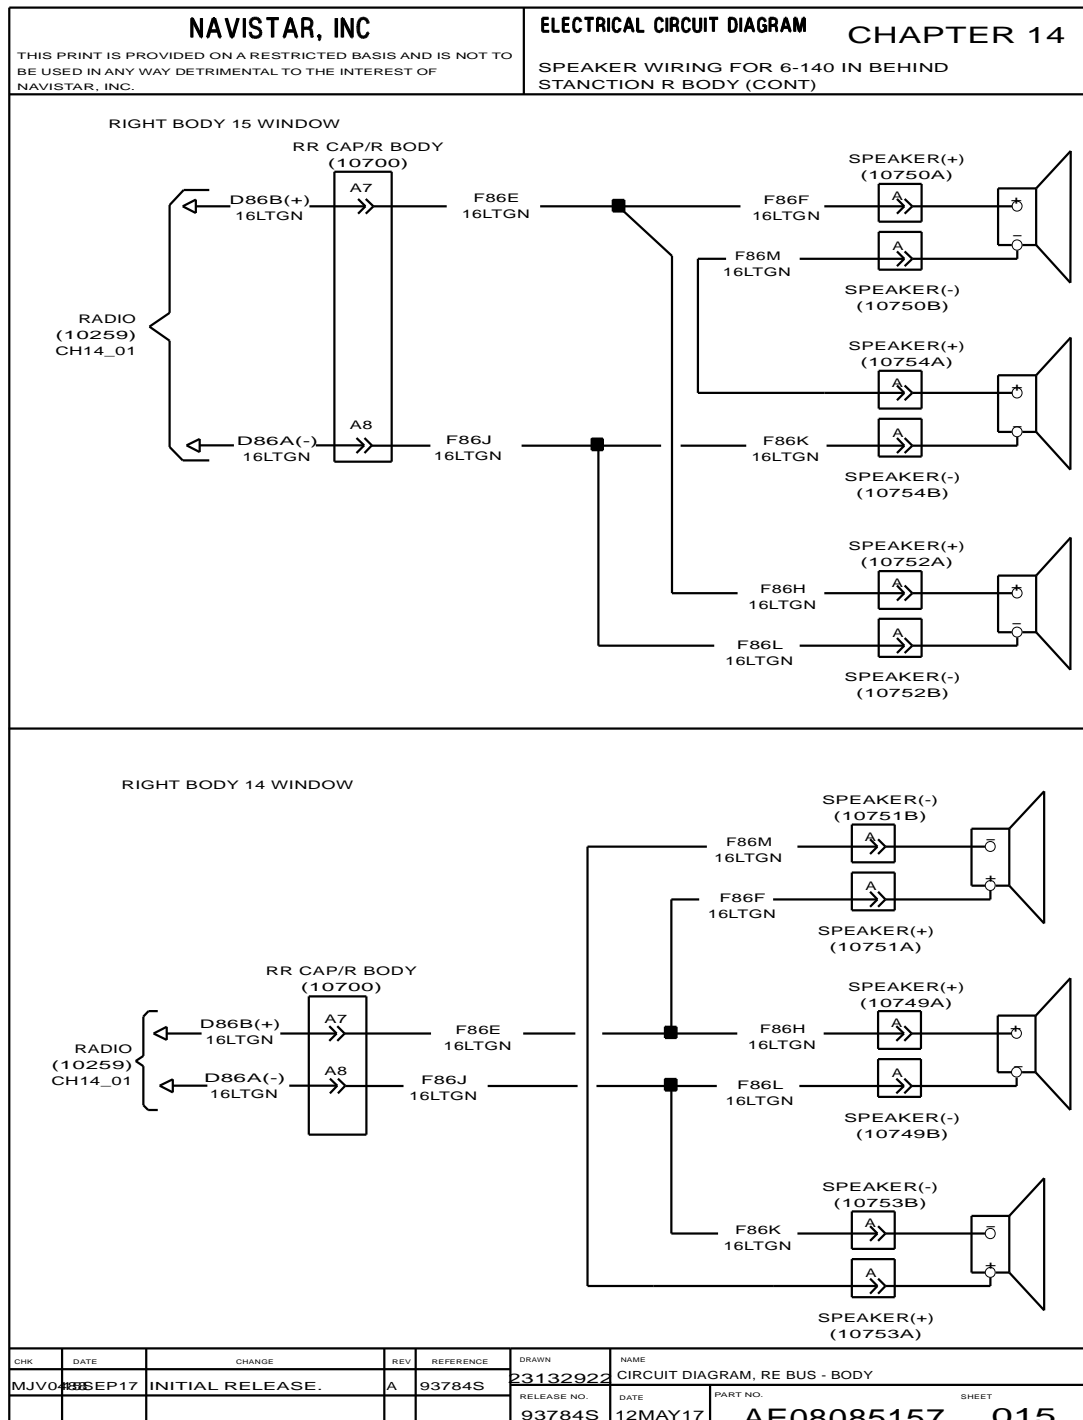 NAVISTAR, INC
THIS PRINT IS PROVIDED ON A RESTRICTED BASIS AND IS NOT TO
BE USED IN ANY WAY DETRIMENTAL TO THE INTEREST OF
NAVISTAR, INC.
ELECTRICAL CIRCUIT DIAGRAM
CHAPTER 14
SPEAKER WIRING FOR 6-140 IN BEHIND
STANCTION R BODY (CONT)
RIGHT BODY 15 WINDOW
RR CAP/R BODY
(10700)
RADIO
(10259)
CH14_01
D86B(+)
16LTGN
A7
F86E
16LTGN
F86F
16LTGN
SPEAKER(+)
(10750A)
A
+
F86M
16LTGN
A
−
SPEAKER(-)
(10750B)
SPEAKER(+)
(10754A)
A
+
D86A(-)
16LTGN
A8
F86J
16LTGN
F86K
16LTGN
A
−
SPEAKER(-)
(10754B)
SPEAKER(+)
(10752A)
F86H
16LTGN
A
+
F86L
16LTGN
A
−
SPEAKER(-)
(10752B)
RIGHT BODY 14 WINDOW
SPEAKER(-)
(10751B)
F86M
16LTGN
A
−
F86F
16LTGN
A
+
SPEAKER(+)
(10751A)
RR CAP/R BODY
(10700)
RADIO
(10259)
CH14_01
D86B(+)
16LTGN
A7
F86E
16LTGN
F86H
16LTGN
SPEAKER(+)
(10749A)
A
+
D86A(-)
16LTGN
A8
F86J
16LTGN
F86L
16LTGN
A
−
SPEAKER(-)
(10749B)
SPEAKER(-)
(10753B)
F86K
16LTGN
A
−
A
+
SPEAKER(+)
(10753A)
CHK DATE CHANGE REV REFERENCE
INITIAL RELEASE. A 93784S
DRAWN
23132922
NAME
CIRCUIT DIAGRAM, RE BUS - BODY
RELEASE NO.
93784S
DATE
12MAY17
PART NO.
AE08085157
SHEET
015